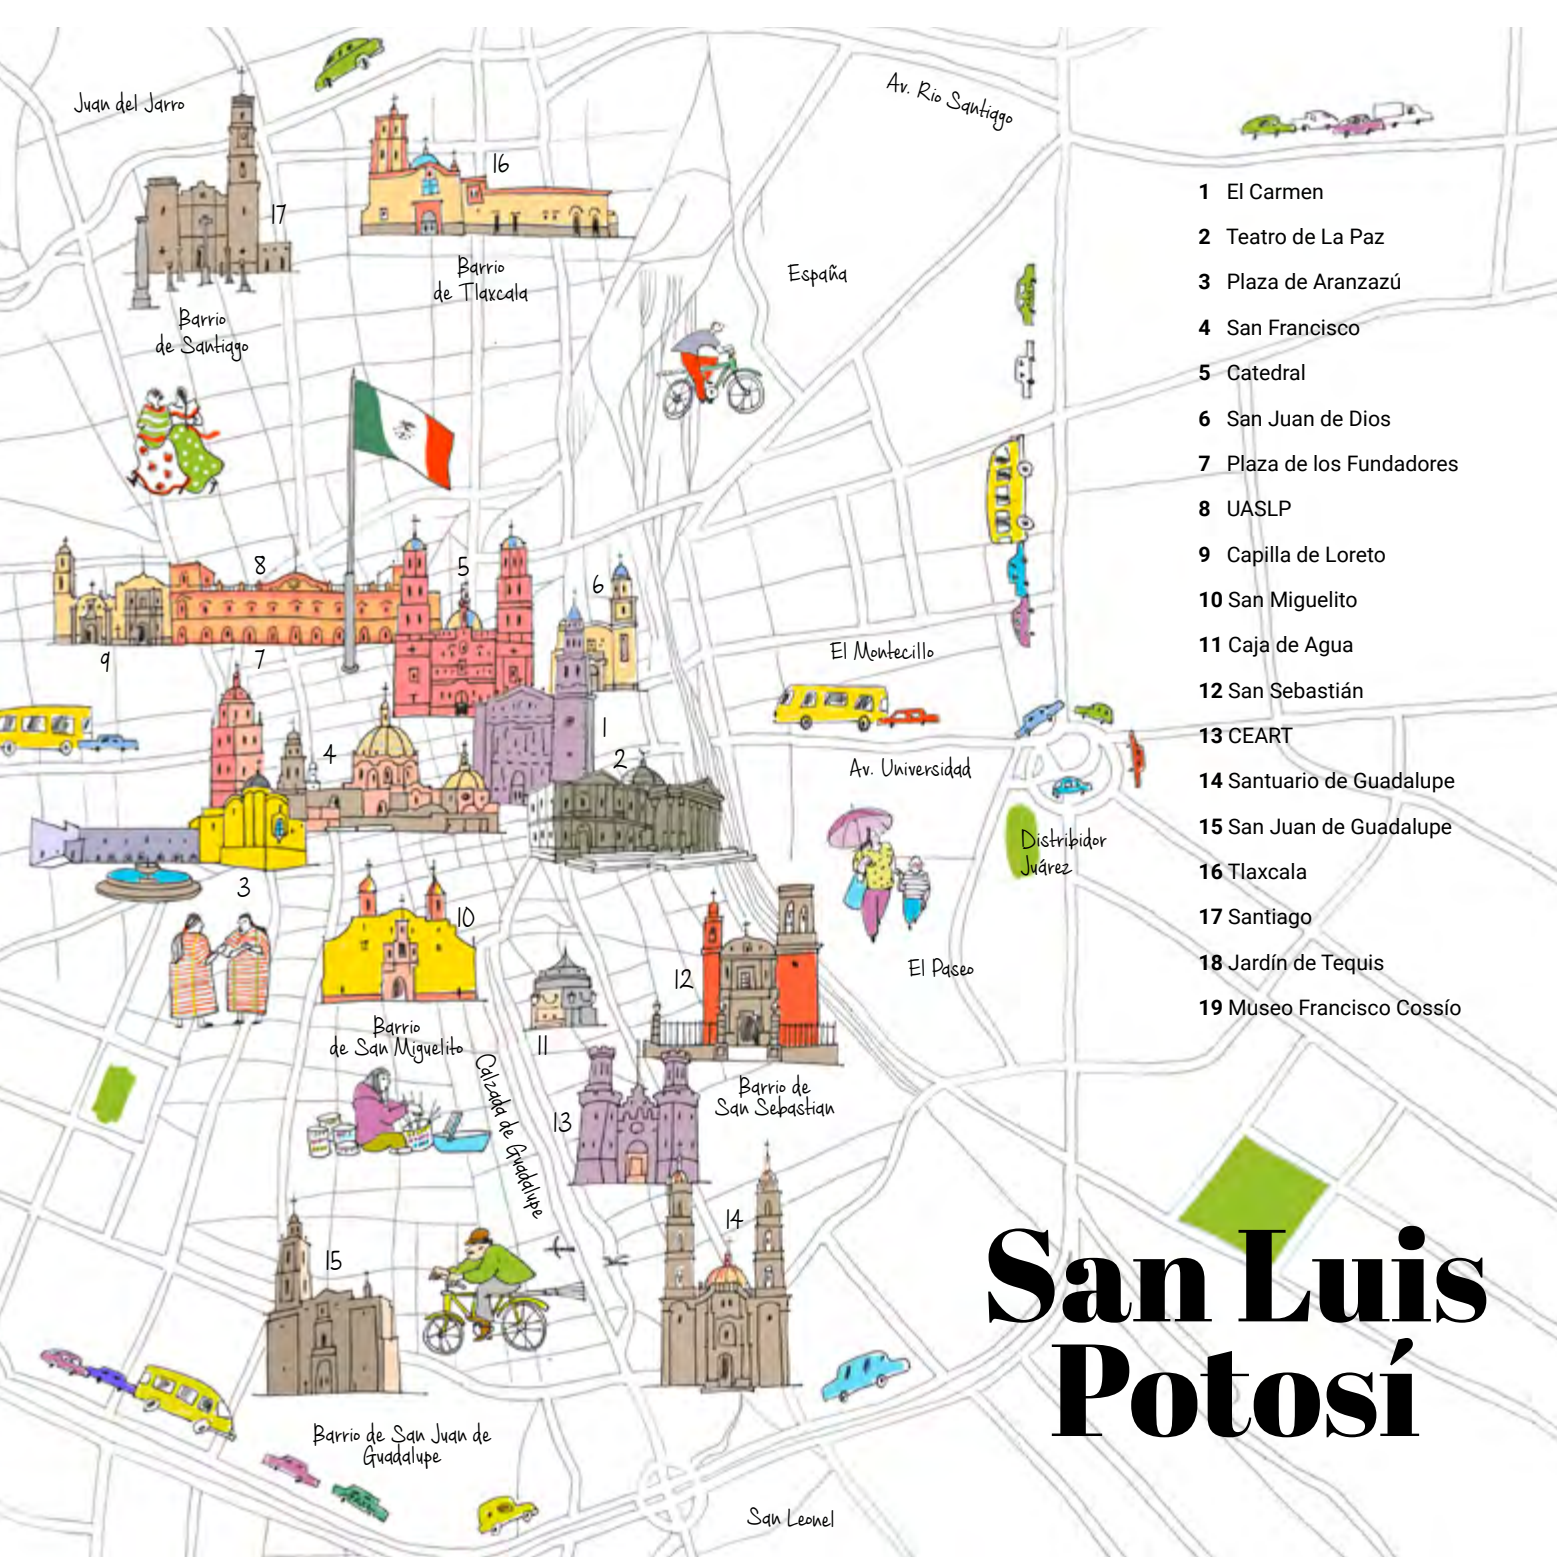 Juan del Jarro
Av. Rio Santiago
16
17
Barrio
de Tlaxcala
España
Barrio
de Santiago
8
5
6
9
7
El Montecillo
1
4
2
Av. Universidad
Distribidor
Juárez
3
10
12
El Paseo
Barrio
de San Miguelito
11
Calzada de Guadalupe
Barrio de
San Sebastian
13
14
15
Barrio de San Juan de
Guadalupe
San Leonel
1 El Carmen
2 Teatro de La Paz
3 Plaza de Aranzazú
4 San Francisco
5 Catedral
6 San Juan de Dios
7 Plaza de los Fundadores
8 UASLP
9 Capilla de Loreto
10 San Miguelito
11 Caja de Agua
12 San Sebastián
13 CEART
14 Santuario de Guadalupe
15 San Juan de Guadalupe
16 Tlaxcala
17 Santiago
18 Jardín de Tequis
19 Museo Francisco Cossío
San Luis
Potosí